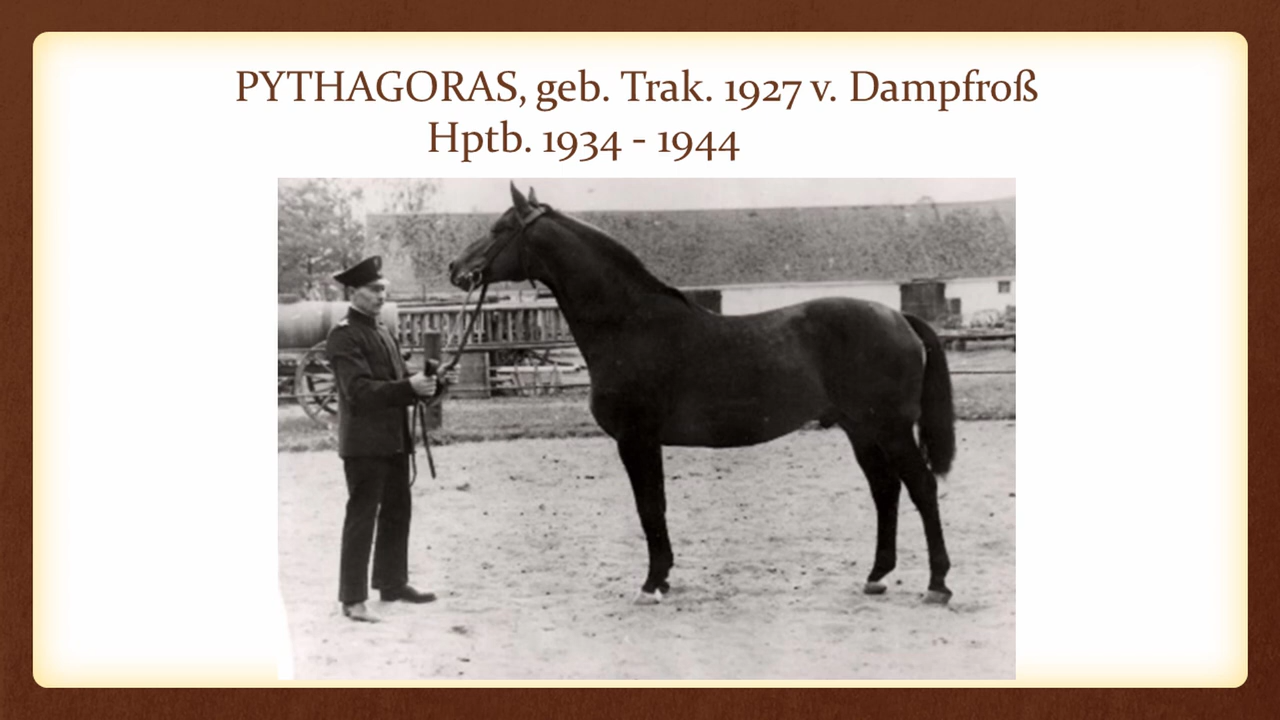 PYTHAGORAS, geb. Trak. 1927 v. Dampfroß
Hptb. 1934 - 1944